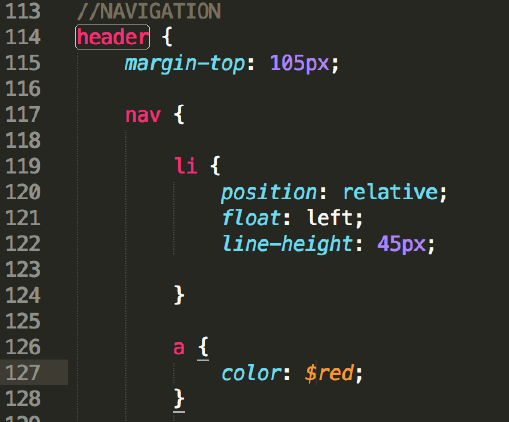 113 //NAVIGATION
114 header {
115 margin-top: 105px;
116
117 nav {
118
119 li {
120 position: relative;
121 float: left;
122 line-height: 45px;
123
124 }
125
126 a {
127 color: $red;
128 }
129